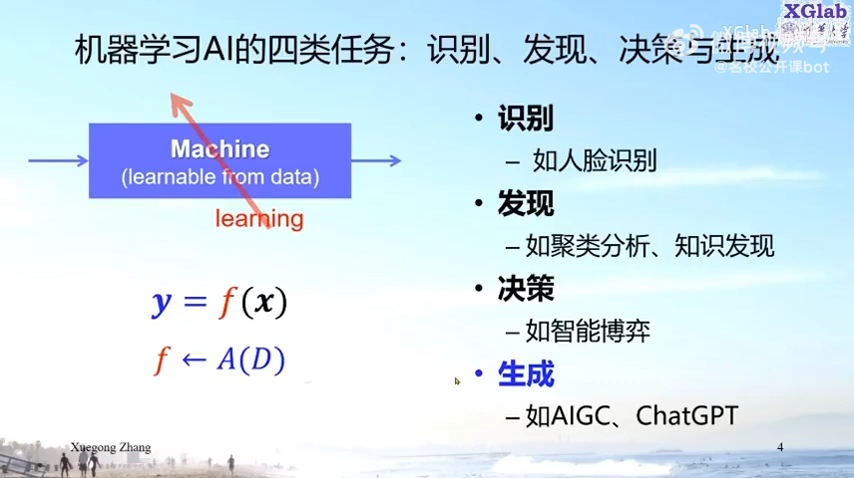 XGlab
机器学习AI的四类任务：识别、发现、决策与生成
@名校公开课bot
Machine
(learnable from data)
learning
y = f(x)
f ← A(D)
• 识别
– 如人脸识别
• 发现
– 如聚类分析、知识发现
• 决策
– 如智能博弈
• 生成
– 如AIGC、ChatGPT
Xuegong Zhang
4